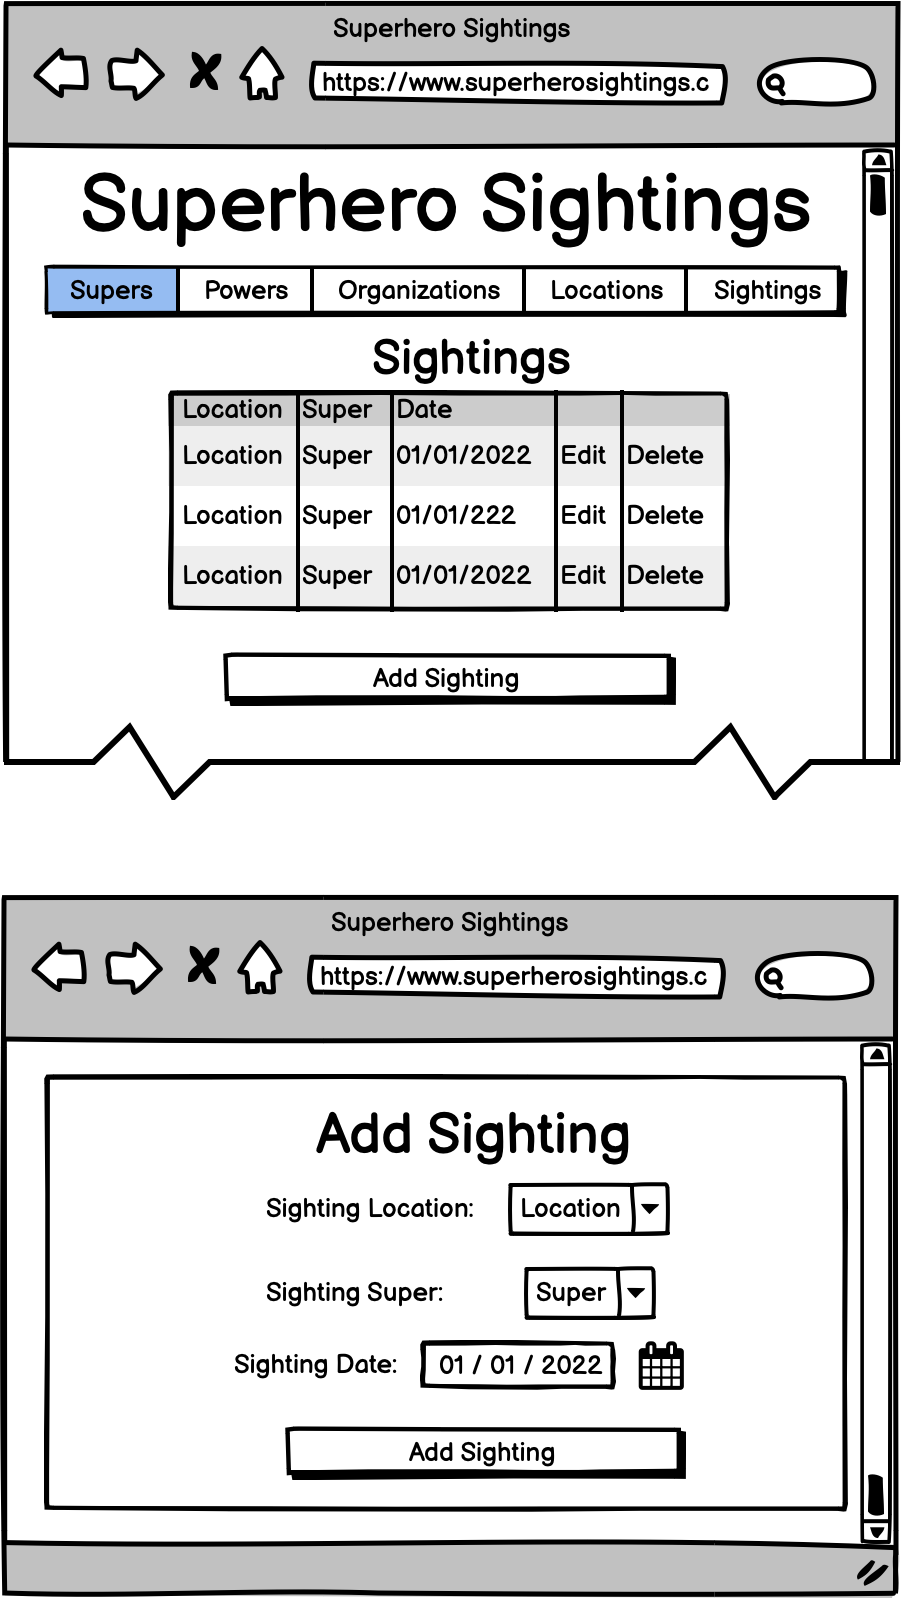 Superhero Sightings
https://www.superherosightings.c
Superhero Sightings
Supers Powers Organizations Locations Sightings
Sightings
Location Super Date
Location Super 01/01/2022 Edit Delete
Location Super 01/01/222 Edit Delete
Location Super 01/01/2022 Edit Delete
Add Sighting
Superhero Sightings
https://www.superherosightings.c
Add Sighting
Sighting Location: Location
Sighting Super: Super
Sighting Date: 01 / 01 / 2022
Add Sighting